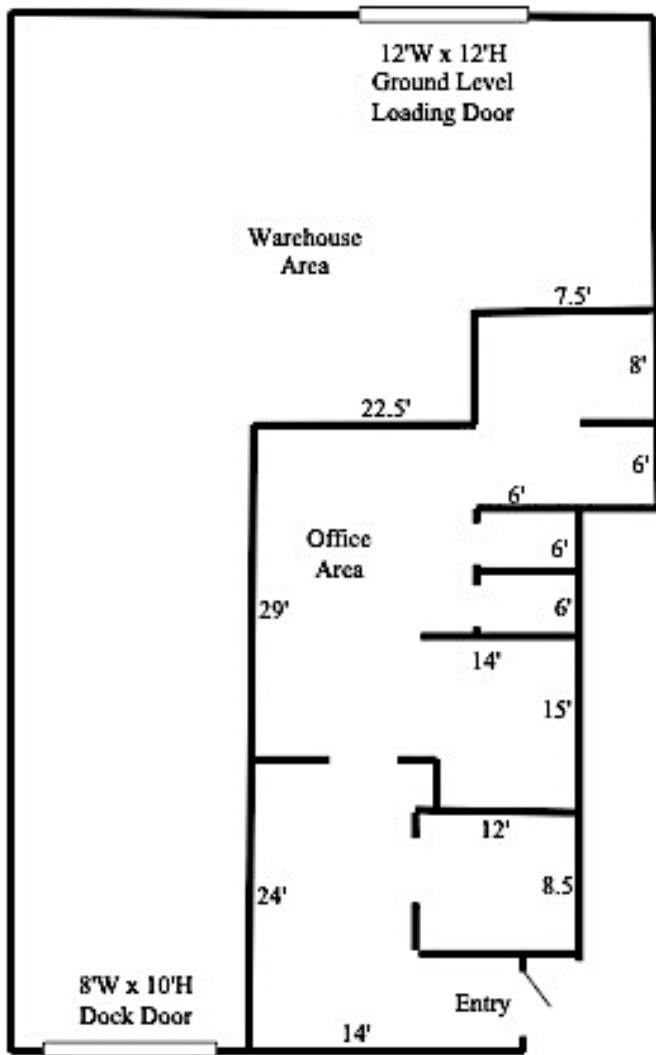 12'W x 12'H
Ground Level
Loading Door
Warehouse
Area
7.5'
8'
22.5'
6'
6'
Office
Area
6'
29'
6'
14'
15'
12'
24'
8.5
8'W x 10'H
Dock Door
Entry
14'